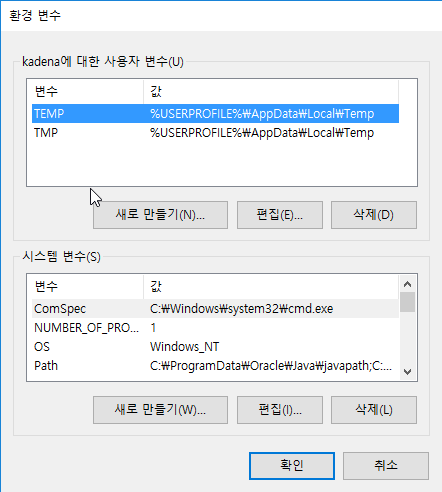 환경 변수
kadena에 대한 사용자 변수(U)
변수 값
TEMP %USERPROFILE%₩AppData₩Local₩Temp
TMP %USERPROFILE%₩AppData₩Local₩Temp
새로 만들기(N)... 편집(E)... 삭제(D)
시스템 변수(S)
변수 값
ComSpec C:₩Windows₩system32₩cmd.exe
NUMBER_OF_PRO... 1
OS Windows_NT
Path C:₩ProgramData₩Oracle₩Java₩javapath;C:...
새로 만들기(W)... 편집(I)... 삭제(L)
확인 취소